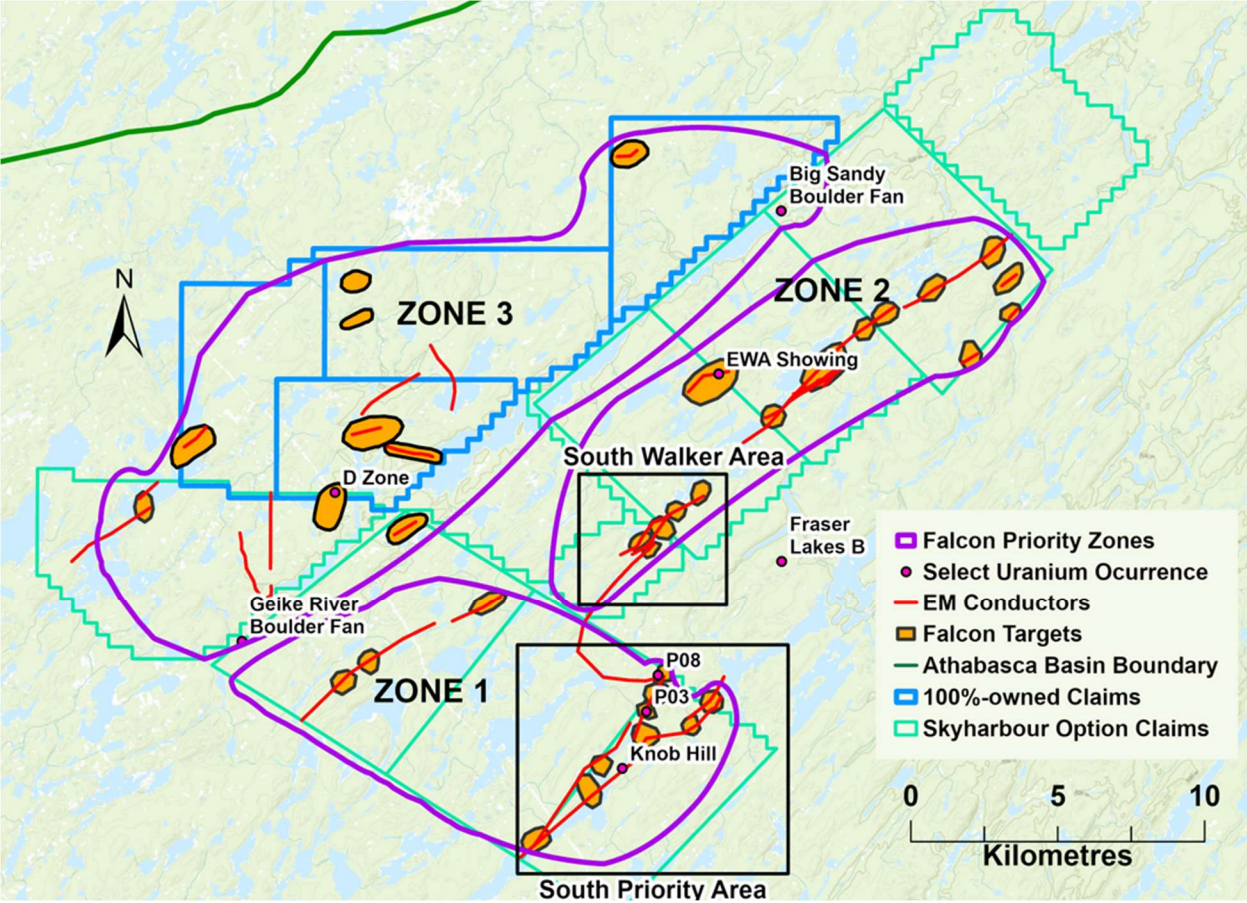 Big Sandy
Boulder Fan
N
ZONE 3
ZONE 2
EWA Showing
South Walker Area
D Zone
Fraser
Lakes B
Geike River
Boulder Fan
ZONE 1
P08
P03
Knob Hill
South Priority Area
Falcon Priority Zones
Select Uranium Ocurrence
EM Conductors
Falcon Targets
Athabasca Basin Boundary
100%-owned Claims
Skyharbour Option Claims
0 5 10
Kilometres